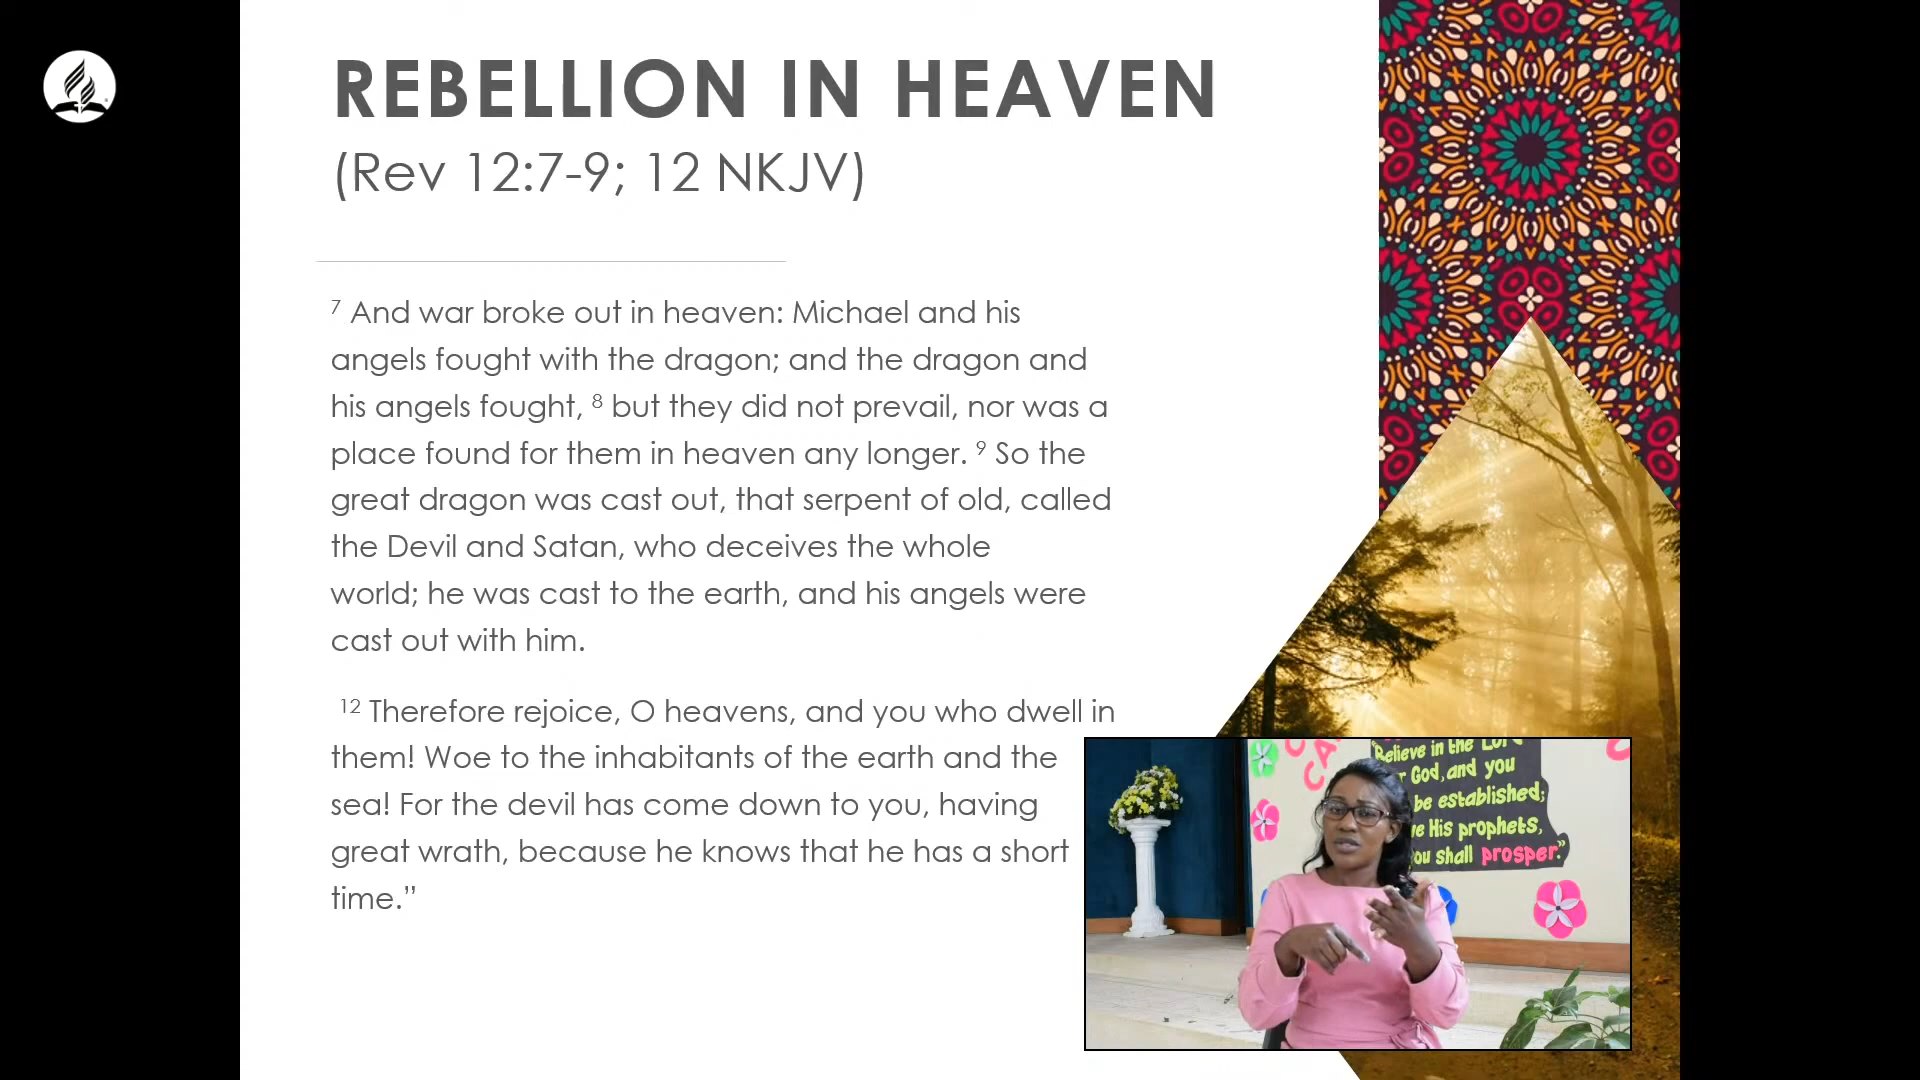 REBELLION IN HEAVEN
(Rev 12:7-9; 12 NKJV)
7 And war broke out in heaven: Michael and his
angels fought with the dragon; and the dragon and
his angels fought, 8 but they did not prevail, nor was a
place found for them in heaven any longer. 9 So the
great dragon was cast out, that serpent of old, called
the Devil and Satan, who deceives the whole
world; he was cast to the earth, and his angels were
cast out with him.
12 Therefore rejoice, O heavens, and you who dwell in
them! Woe to the inhabitants of the earth and the
sea! For the devil has come down to you, having
great wrath, because he knows that he has a short
time.”
"Believe in the Lord
God, and you
be established;
His prophets,
shall prosper."